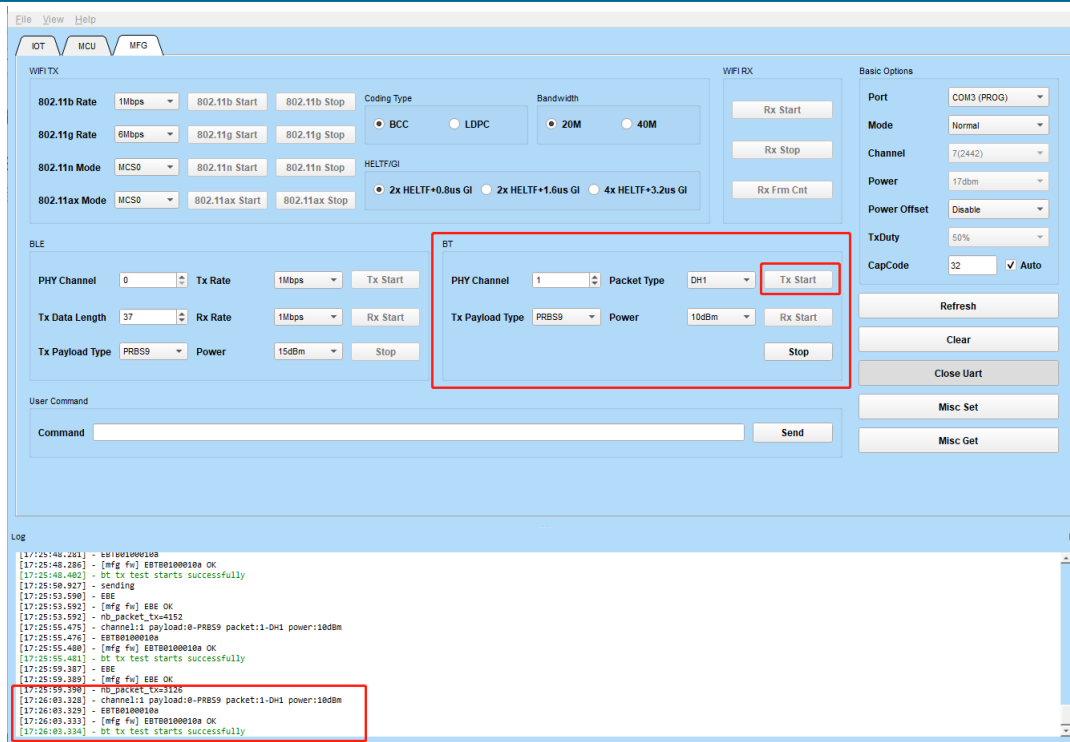 File View Help
IOT MCU MFG
WIFI TX
802.11b Rate 1Mbps 802.11b Start 802.11b Stop
802.11g Rate 6Mbps 802.11g Start 802.11g Stop
802.11n Mode MCS0 802.11n Start 802.11n Stop
802.11ax Mode MCS0 802.11ax Start 802.11ax Stop
Coding Type
BCC LDPC
Bandwidth
20M 40M
HELTF/GI
2x HELTF+0.8us GI 2x HELTF+1.6us GI 4x HELTF+3.2us GI
WIFI RX
Rx Start
Rx Stop
Rx Frm Cnt
Basic Options
Port COM3 (PROG)
Mode Normal
Channel 7(2442)
Power 17dbm
Power Offset Disable
TxDuty 50%
CapCode 32 Auto
Refresh
Clear
Close Uart
Misc Set
Misc Get
BLE
PHY Channel 0 Tx Rate 1Mbps Tx Start
Tx Data Length 37 Rx Rate 1Mbps Rx Start
Tx Payload Type PRBS9 Power 15dBm Stop
BT
PHY Channel 1 Packet Type DH1 Tx Start
Tx Payload Type PRBS9 Power 10dBm Rx Start
Stop
User Command
Command Send
Log
[17:25:48.281] - EBTB0100010a
[17:25:48.286] - [mfg fw] EBTB0100010a OK
[17:25:48.402] - bt tx test starts successfully
[17:25:50.927] - sending
[17:25:53.590] - EBE
[17:25:53.592] - [mfg fw] EBE OK
[17:25:53.592] - nb_packet_tx=4152
[17:25:55.475] - channel:1 payload:0-PRBS9 packet:1-DH1 power:10dBm
[17:25:55.476] - EBTB0100010a
[17:25:55.480] - [mfg fw] EBTB0100010a OK
[17:25:55.481] - bt tx test starts successfully
[17:25:59.387] - EBE
[17:25:59.389] - [mfg fw] EBE OK
[17:25:59.390] - nb_packet_tx=3126
[17:26:03.328] - channel:1 payload:0-PRBS9 packet:1-DH1 power:10dBm
[17:26:03.329] - EBTB0100010a
[17:26:03.333] - [mfg fw] EBTB0100010a OK
[17:26:03.334] - bt tx test starts successfully